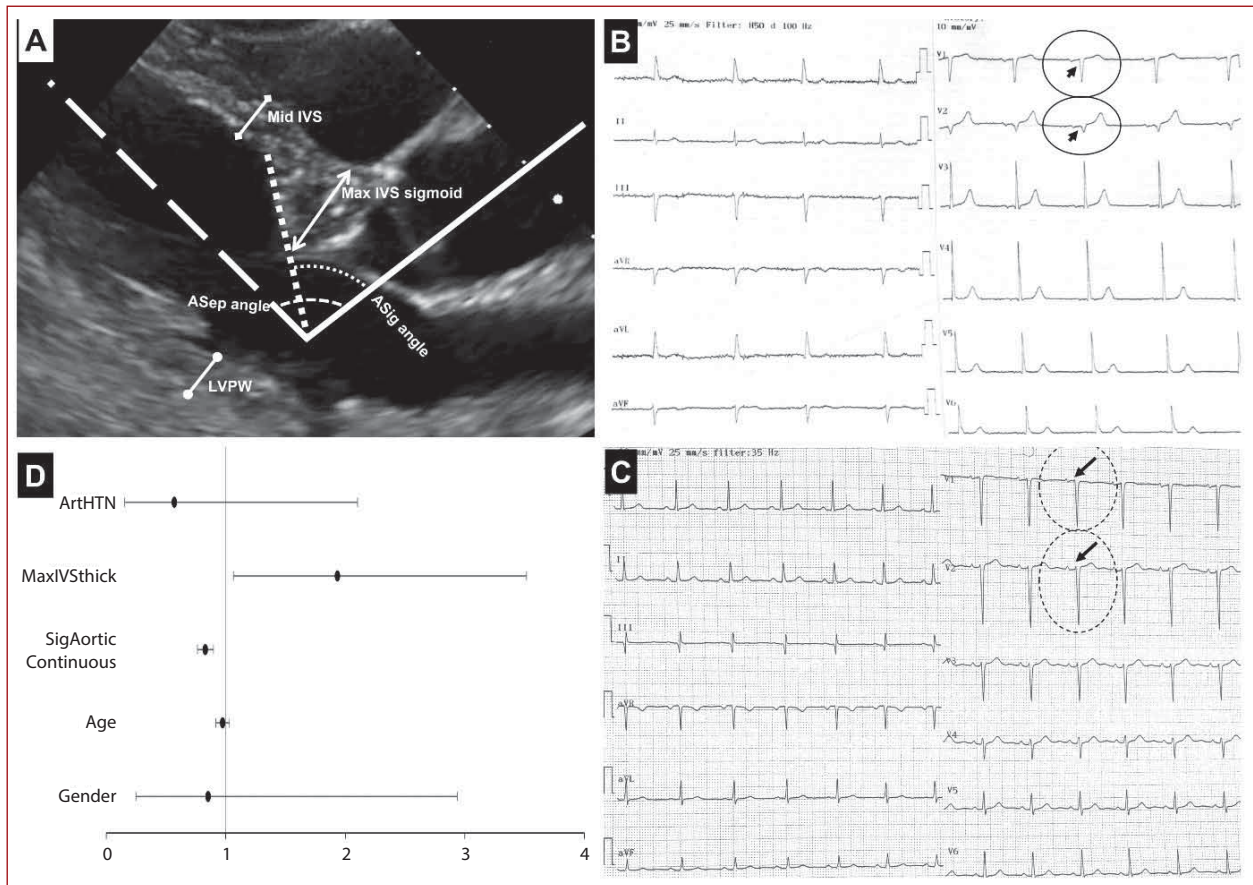 A
Mid IVS
Max IVS sigmoid
ASep angle
ASig angle
LVPW
B
m/mV 25 mm/s Filter: H50 d 100 Hz
10 mm/mV
II
III
aVR
aVL
aVF
V1
V2
V3
V4
V5
V6
D
ArtHTN
MaxIVSthick
SigAortic
Continuous
Age
Gender
0
1
2
3
4
C
mm/mV 25 mm/s filter:35 Hz
II
III
aVR
aVL
aVF
V1
V2
V3
V4
V5
V6